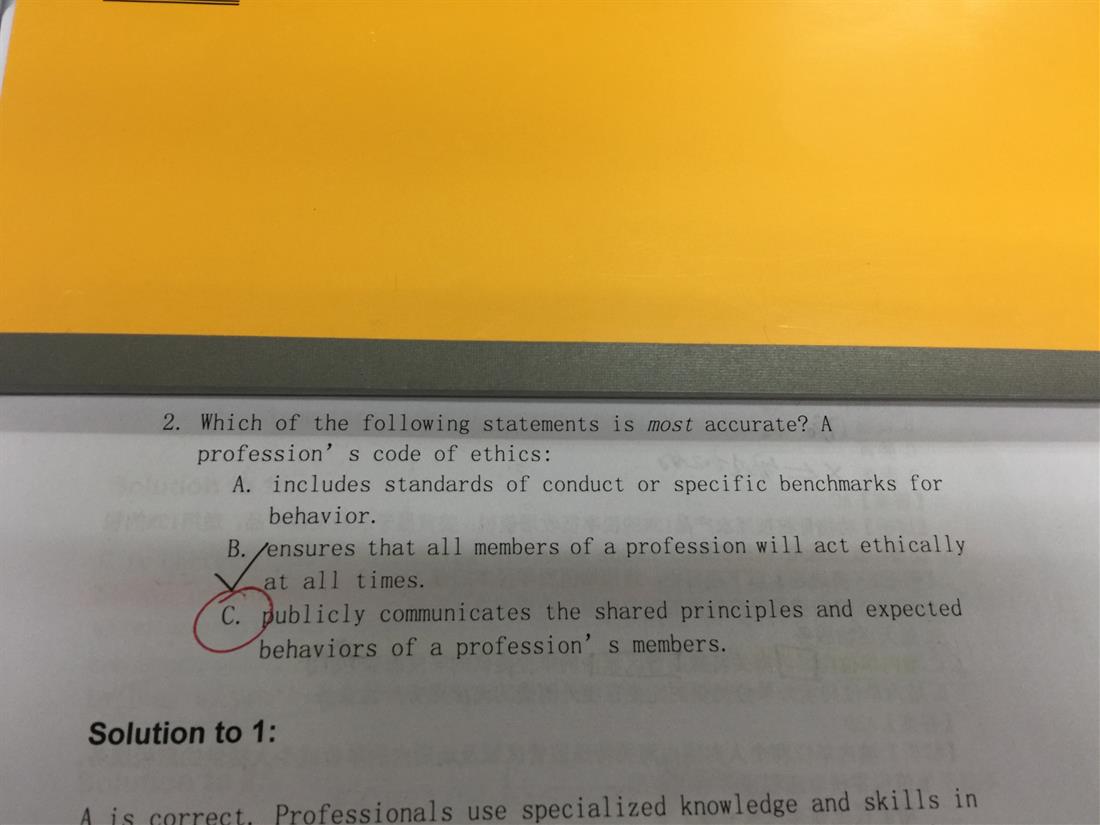 2. Which of the following statements is most accurate? A
profession's code of ethics:
A. includes standards of conduct or specific benchmarks for
behavior.
B. ensures that all members of a profession will act ethically
at all times.
C. publicly communicates the shared principles and expected
behaviors of a profession's members.
Solution to 1:
A is correct. Professionals use specialized knowledge and skills in